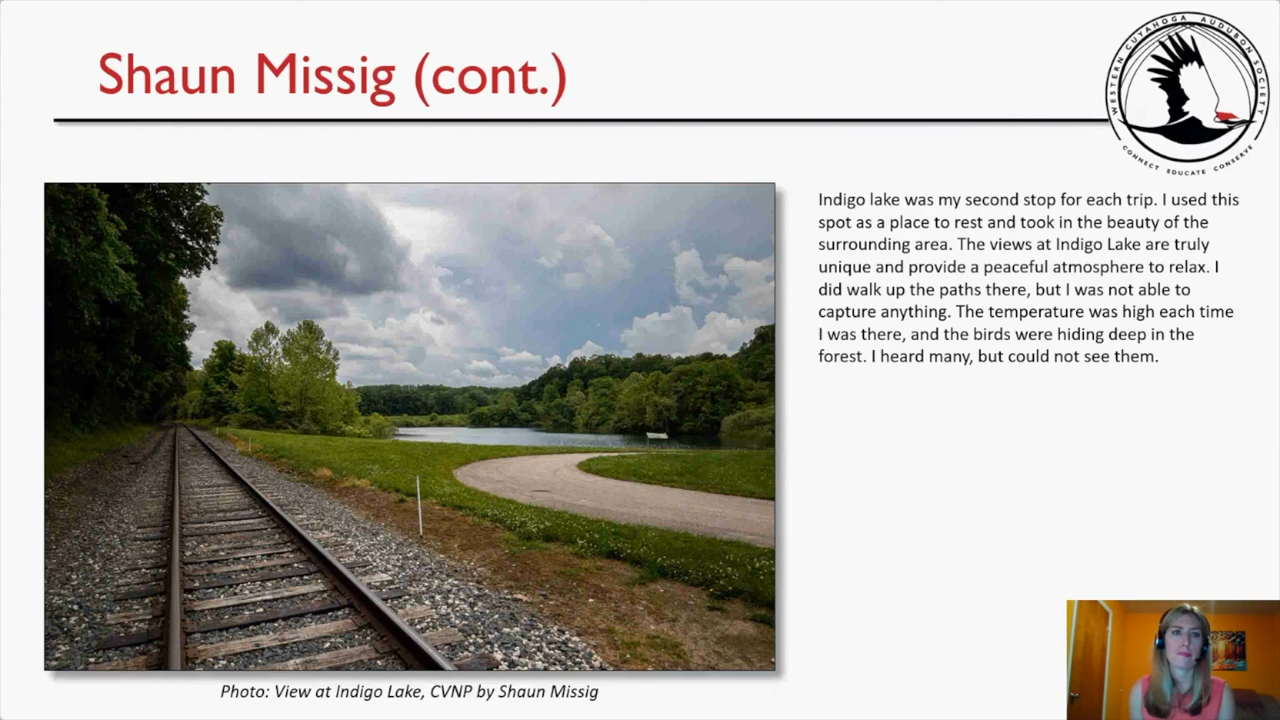 Shaun Missig (cont.)
WESTERN CUYAHOGA AUDUBON SOCIETY
CONNECT EDUCATE CONSERVE
Indigo lake was my second stop for each trip. I used this
spot as a place to rest and took in the beauty of the
surrounding area. The views at Indigo Lake are truly
unique and provide a peaceful atmosphere to relax. I
did walk up the paths there, but I was not able to
capture anything. The temperature was high each time
I was there, and the birds were hiding deep in the
forest. I heard many, but could not see them.
Photo: View at Indigo Lake, CVNP by Shaun Missig